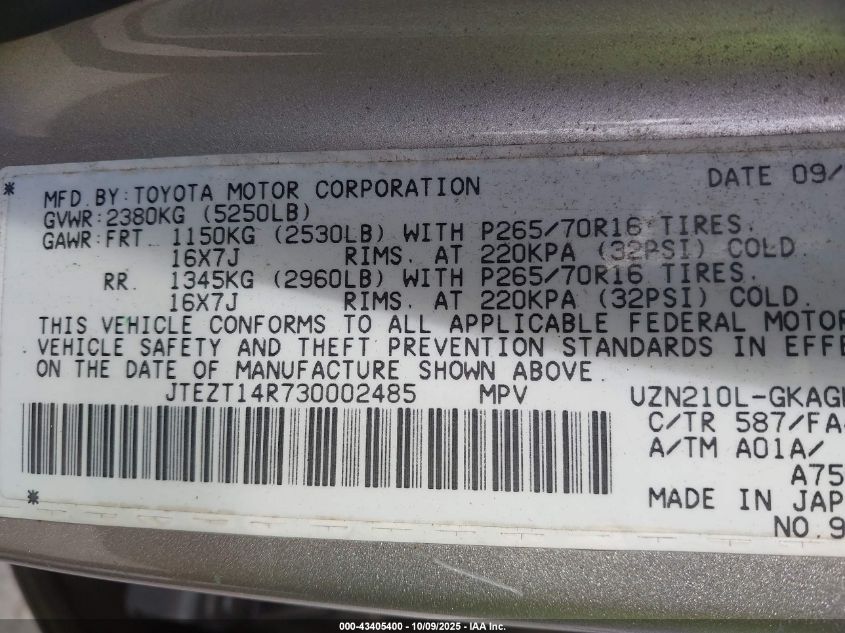 * MFD.BY:TOYOTA MOTOR CORPORATION DATE 09/
GVWR:2380KG (5250LB)
GAWR:FRT. 1150KG (2530LB) WITH P265/70R16 TIRES.
16X7J RIMS. AT 220KPA (32PSI) COLD.
RR. 1345KG (2960LB) WITH P265/70R16 TIRES.
16X7J RIMS. AT 220KPA (32PSI) COLD.
THIS VEHICLE CONFORMS TO ALL APPLICABLE FEDERAL MOTOR
VEHICLE SAFETY AND THEFT PREVENTION STANDARDS IN EFFE
ON THE DATE OF MANUFACTURE SHOWN ABOVE.
JTEZT14R730002485 MPV UZN210L-GKAG
C/TR 587/FA
A/TM A01A/
A75
MADE IN JAP
* NO.9
000-43405400 - 10/09/2025 - IAA Inc.